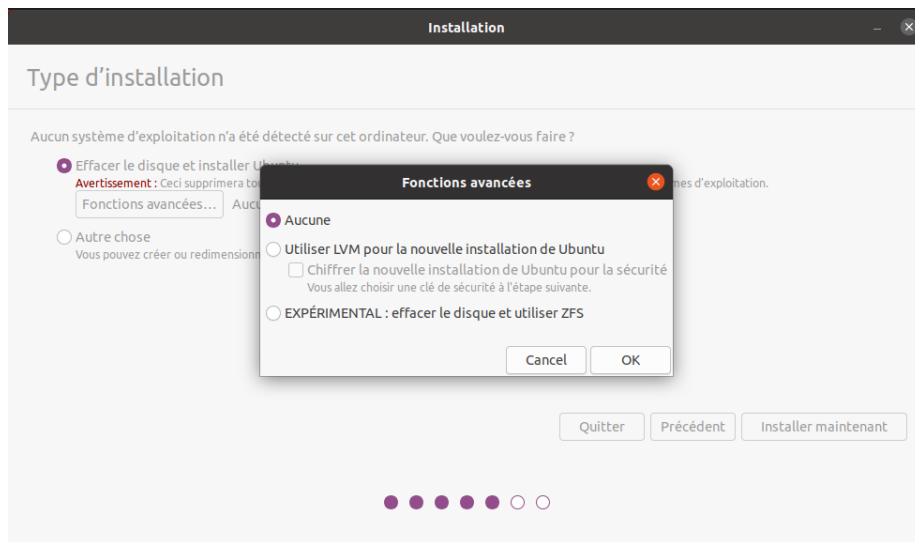 Installation
Type d’installation
Aucun système d'exploitation n'a été détecté sur cet ordinateur. Que voulez-vous faire ?
Effacer le disque et installer
Avertissement : Ceci supprimera
Fonctions avancées...
Autre chose
Vous pouvez créer ou
d'exploitation.
Fonctions avancées
Aucune
Utiliser LVM pour la nouvelle installation de Ubuntu
Chiffrer la nouvelle installation de Ubuntu pour la sécurité
Vous allez choisir une clé de sécurité à l'étape suivante.
EXPÉRIMENTAL : effacer le disque et utiliser ZFS
Cancel
OK
Quitter
Précédent
Installer maintenant